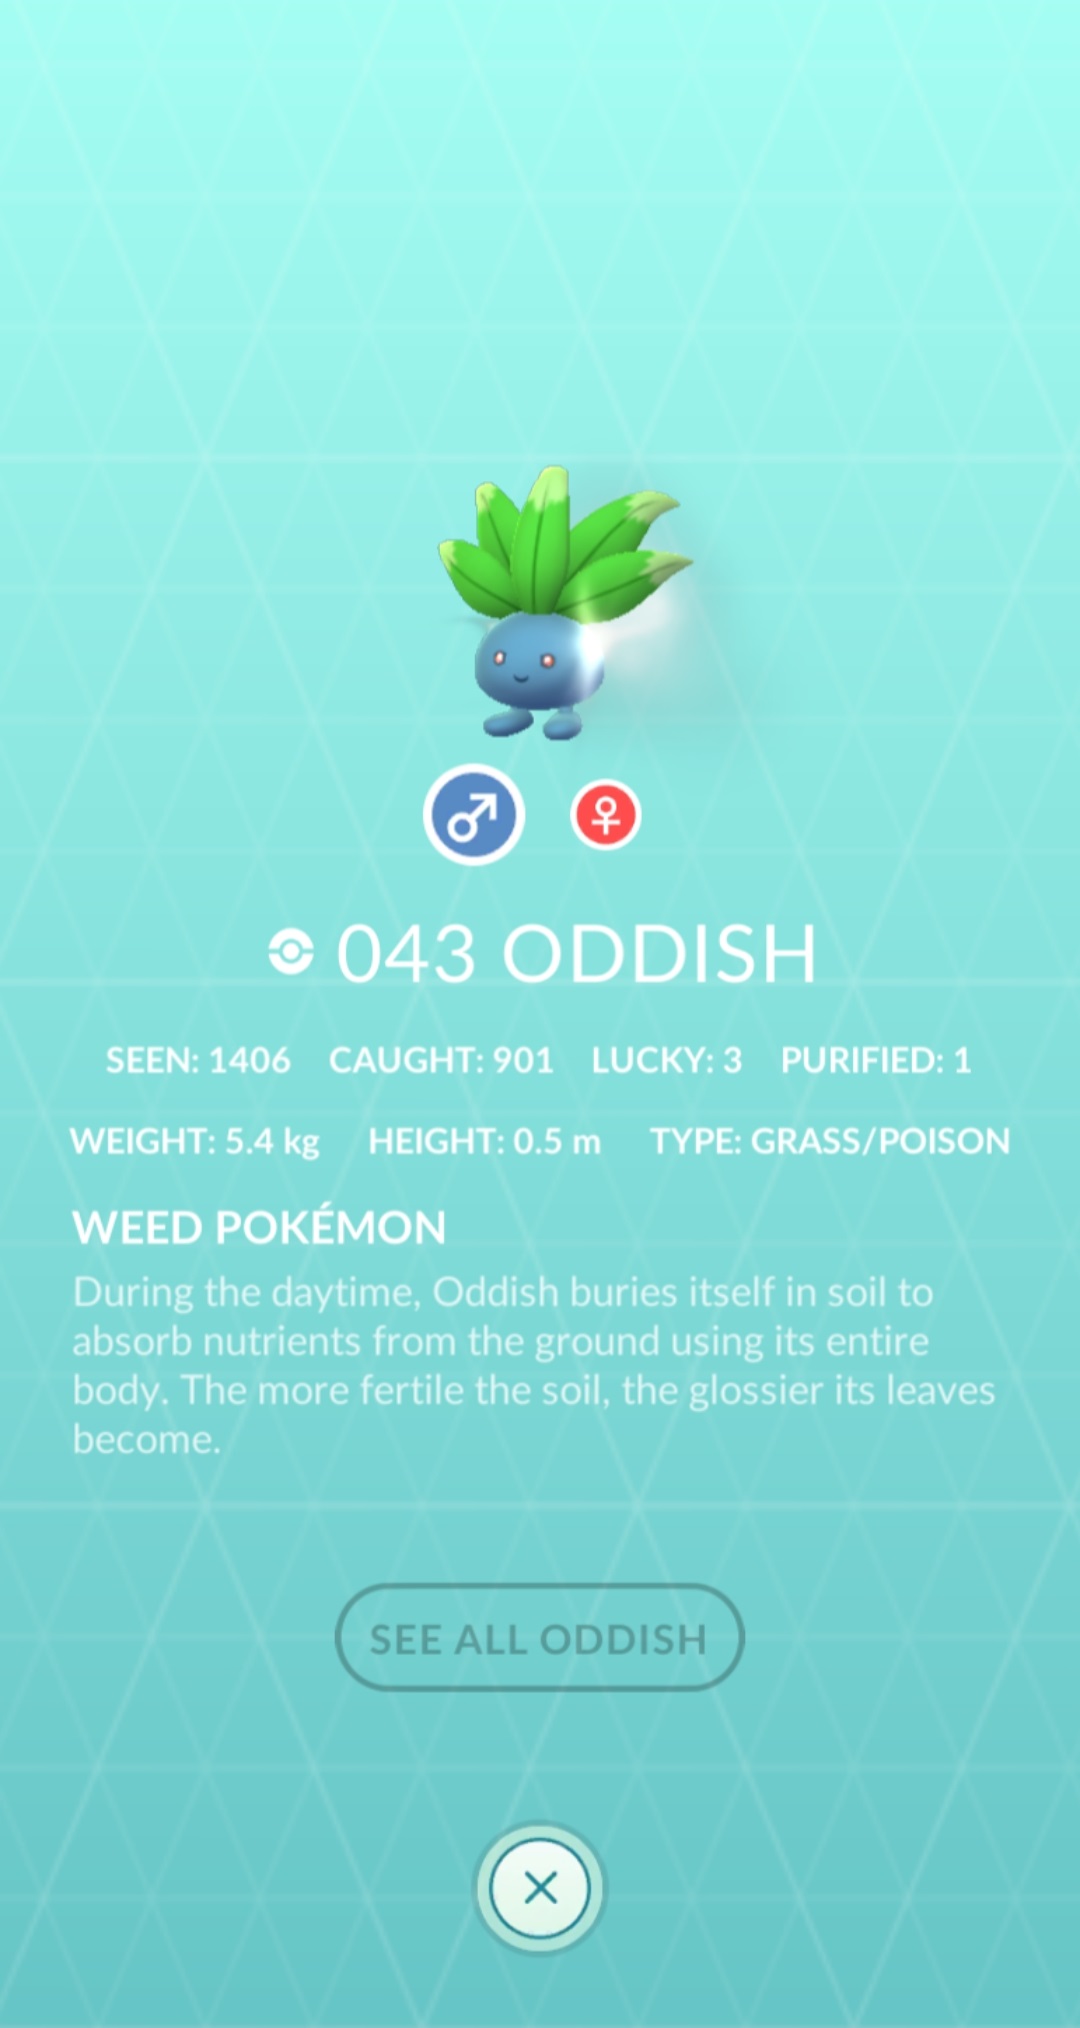 043 ODDISH
SEEN: 1406 CAUGHT: 901 LUCKY: 3 PURIFIED: 1
WEIGHT: 5.4 kg HEIGHT: 0.5 m TYPE: GRASS/POISON
WEED POKÉMON
During the daytime, Oddish buries itself in soil to
absorb nutrients from the ground using its entire
body. The more fertile the soil, the glossier its leaves
become.
SEE ALL ODDISH